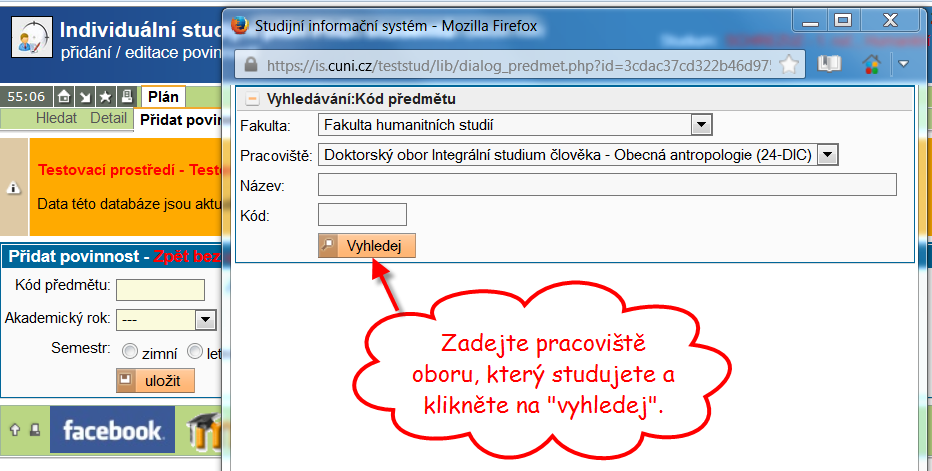 Individuální stud
přidání / editace povin
55:06
Plán
Hledat Detail Přidat povin
Testovací prostředí - Testo
Data této databáze jsou aktu
Přidat povinnost - Zpět bez
Kód předmětu:
Akademický rok: ---
Semestr: zimní let
uložit
facebook
Studijní informační systém - Mozilla Firefox
https://is.cuni.cz/teststud/lib/dialog_predmet.php?id=3cdac37cd322b46d975
Vyhledávání:Kód předmětu
Fakulta: Fakulta humanitních studií
Pracoviště: Doktorský obor Integrální studium člověka - Obecná antropologie (24-DIC)
Název:
Kód:
Vyhledej
Zadejte pracoviště
oboru, který studujete a
klikněte na "vyhledej".